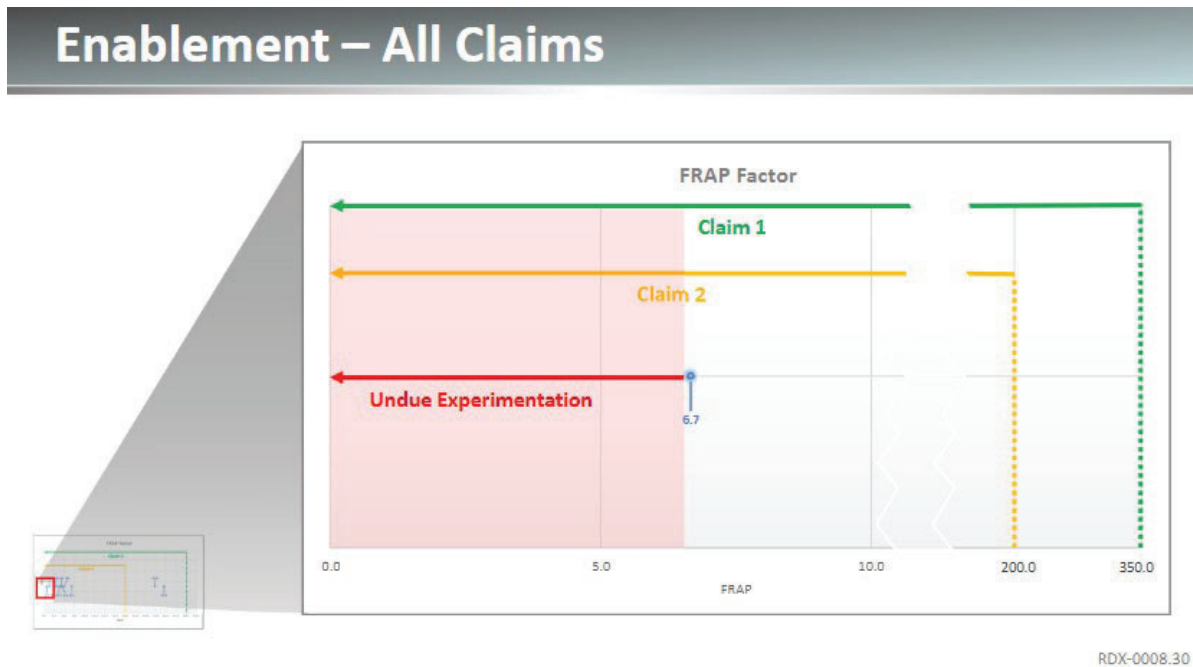 Enablement – All Claims
FRAP Factor
Claim 1
Claim 2
Undue Experimentation
6.7
0.0 5.0 10.0 200.0 350.0
FRAP
RDX-0008.30